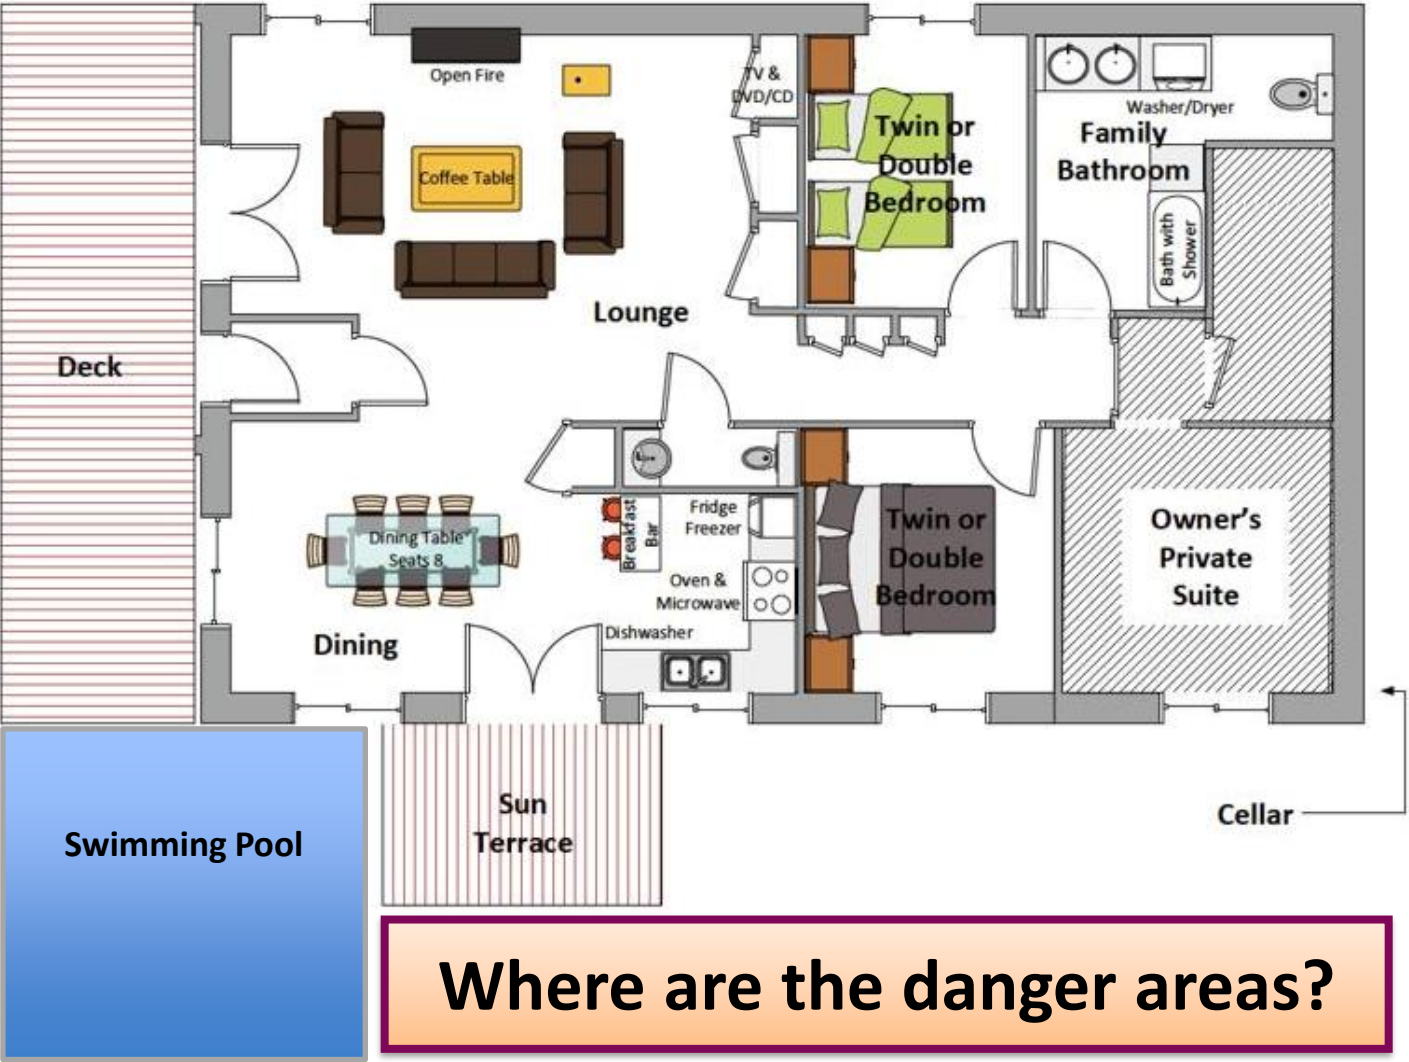 Open Fire
TV &
DVD/CD
Coffee Table
Twin or
Double
Bedroom
Washer/Dryer
Family
Bathroom
Bath with
Shower
Lounge
Deck
Dining Table
Seats 8
Breakfast
Bar
Fridge
Freezer
Oven &
Microwave
Dishwasher
Dining
Twin or
Double
Bedroom
Owner's
Private
Suite
Sun
Terrace
Cellar
Swimming Pool
Where are the danger areas?